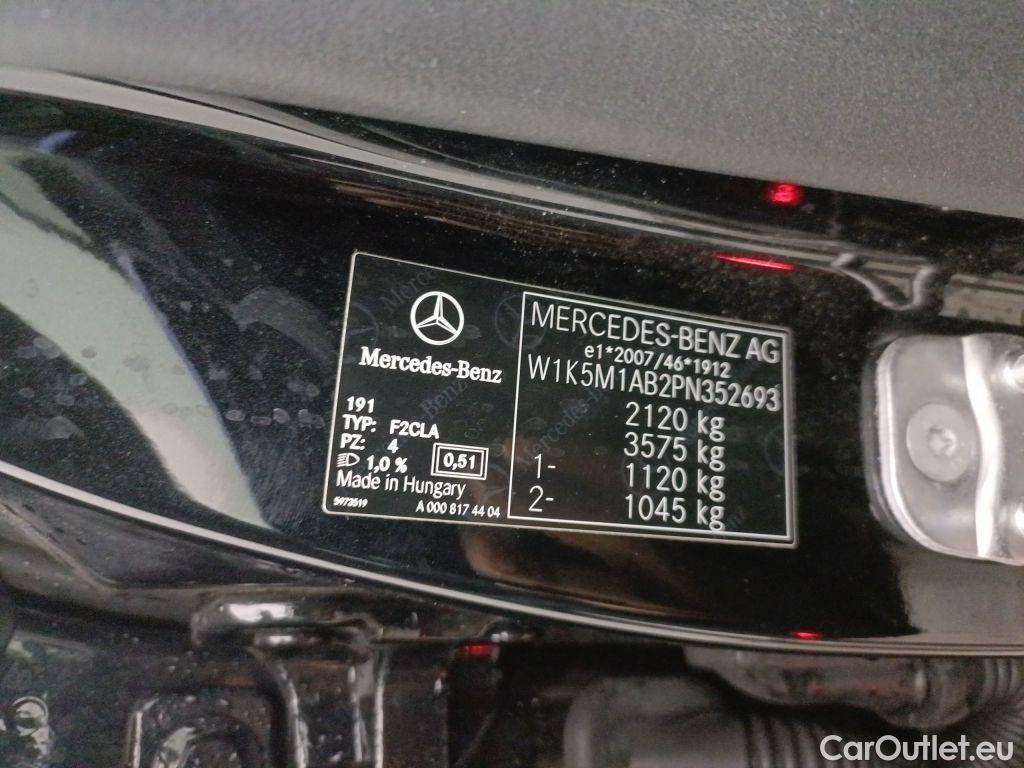 Mercedes-Benz
191
TYP: F2CLA
PZ: 4
1,0 % 0,51
Made in Hungary
5973519 A 000 817 44 04
MERCEDES-BENZ AG
e1*2007/46*1912
W1K5M1AB2PN352693
2120 kg
3575 kg
1- 1120 kg
2- 1045 kg
CarOutlet.eu